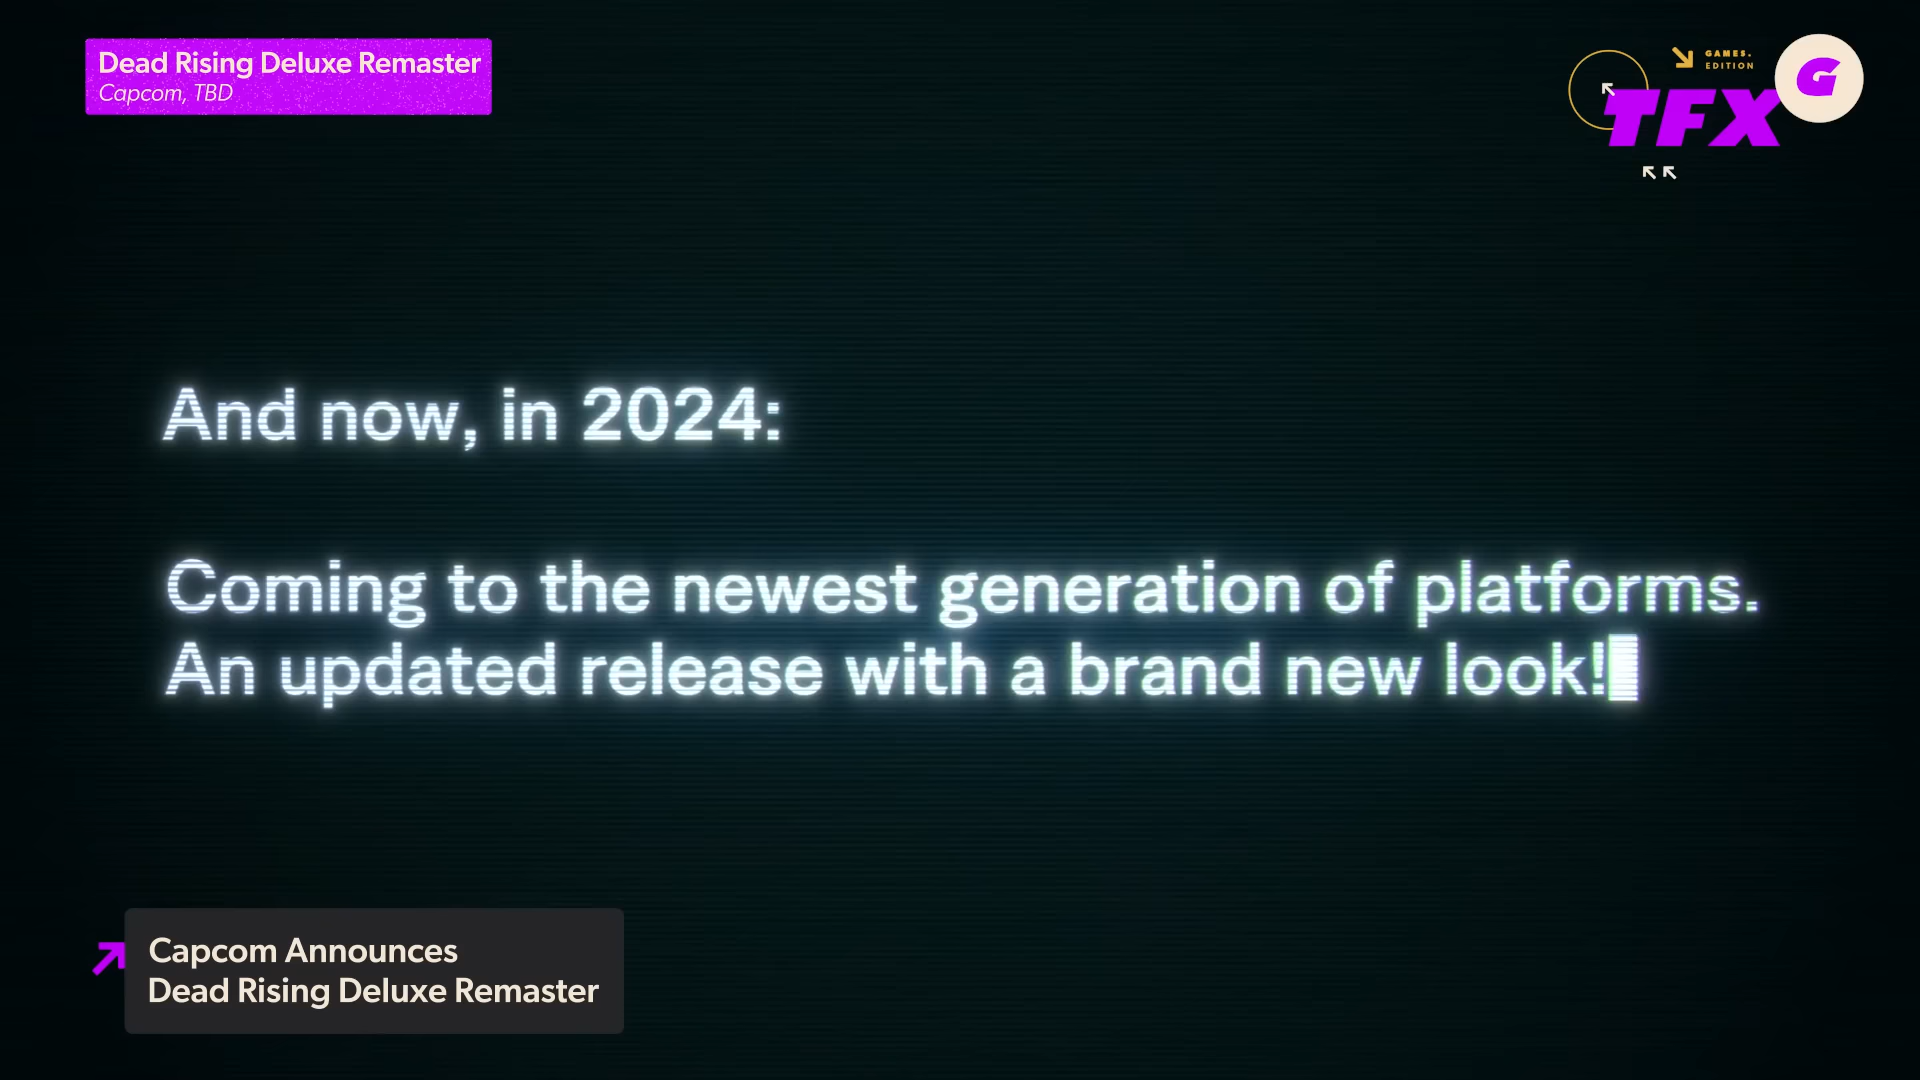 Dead Rising Deluxe Remaster
Capcom, TBD
GAMES.
EDITION
TFX
G
And now, in 2024:
Coming to the newest generation of platforms.
An updated release with a brand new look!
Capcom Announces
Dead Rising Deluxe Remaster